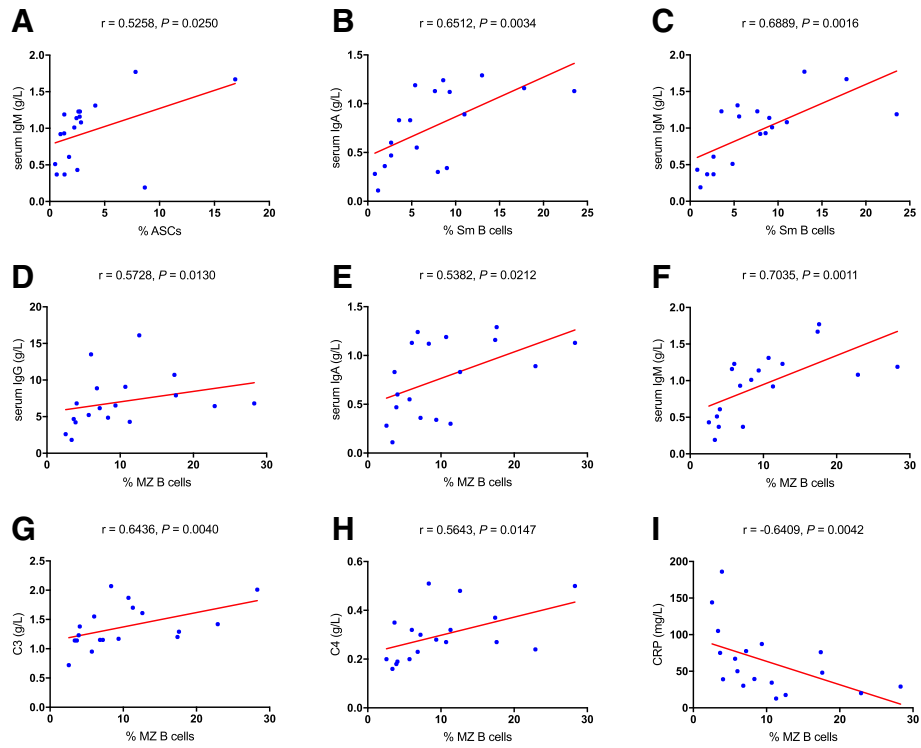 A
r = 0.5258, P = 0.0250
serum IgM (g/L)
2.0
1.5
1.0
0.5
0.0
0 5 10 15 20
% ASCs
B
r = 0.6512, P = 0.0034
serum IgA (g/L)
1.5
1.0
0.5
0.0
0 5 10 15 20 25
% Sm B cells
C
r = 0.6889, P = 0.0016
serum IgM (g/L)
2.0
1.5
1.0
0.5
0.0
0 5 10 15 20 25
% Sm B cells
D
r = 0.5728, P = 0.0130
serum IgG (g/L)
20
15
10
5
0
0 10 20 30
% MZ B cells
E
r = 0.5382, P = 0.0212
serum IgA (g/L)
1.5
1.0
0.5
0.0
0 10 20 30
% MZ B cells
F
r = 0.7035, P = 0.0011
serum IgM (g/L)
2.0
1.5
1.0
0.5
0.0
0 10 20 30
% MZ B cells
G
r = 0.6436, P = 0.0040
C3 (g/L)
2.5
2.0
1.5
1.0
0.5
0.0
0 10 20 30
% MZ B cells
H
r = 0.5643, P = 0.0147
C4 (g/L)
0.6
0.4
0.2
0.0
0 10 20 30
% MZ B cells
I
r = -0.6409, P = 0.0042
CRP (mg/L)
200
150
100
50
0
0 10 20 30
% MZ B cells